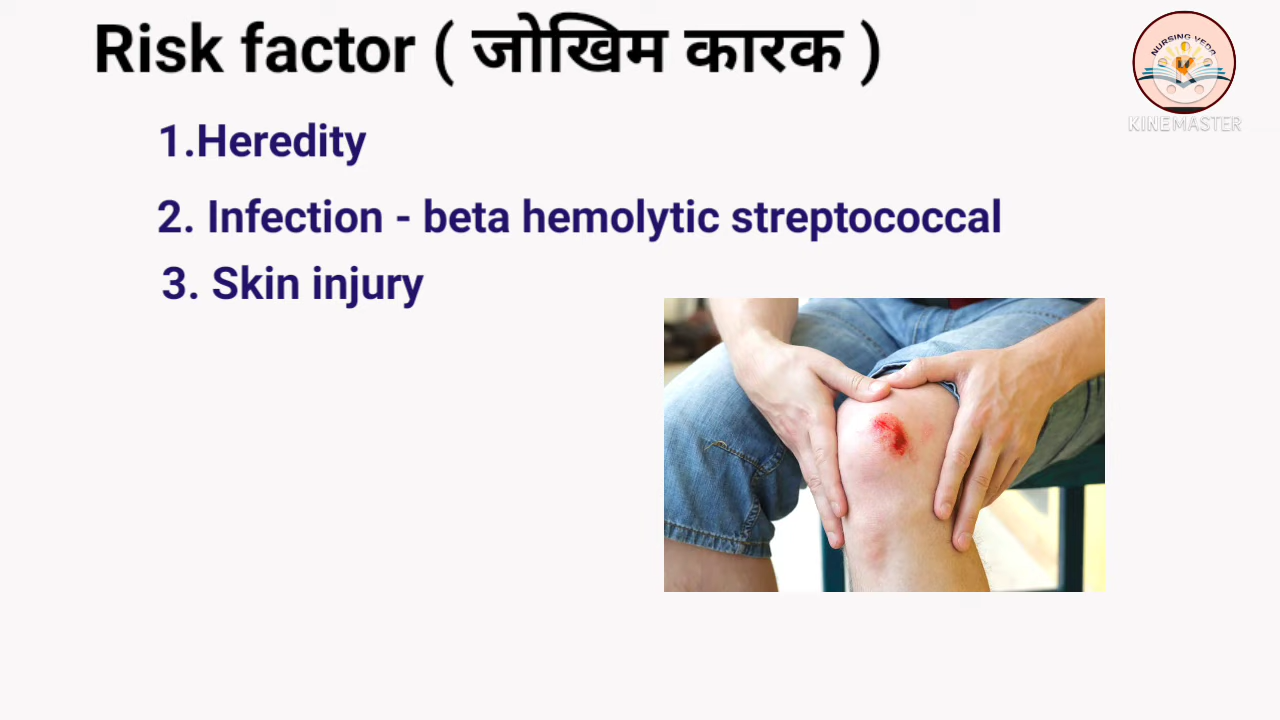 Risk factor ( जोखिम कारक )
NURSING VEDA
KINEMASTER
1.Heredity
2. Infection - beta hemolytic streptococcal
3. Skin injury